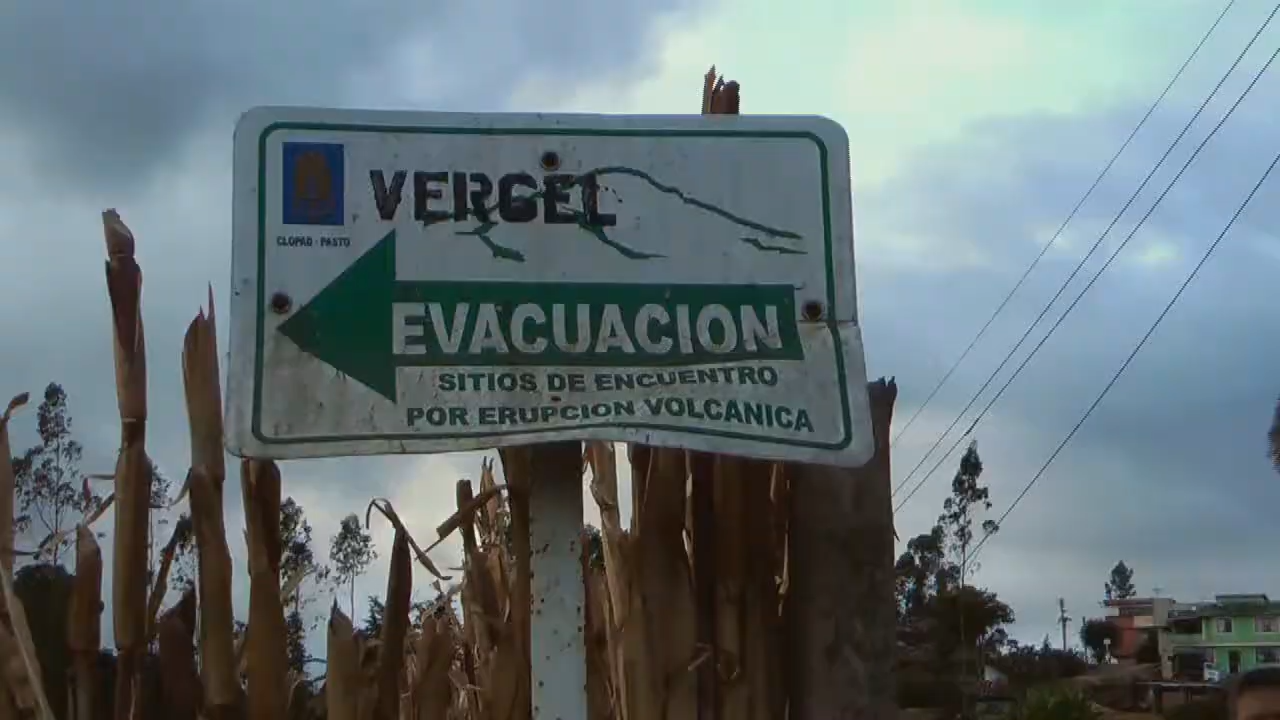 VERGEL
CLOPAD - PASTO
EVACUACION
SITIOS DE ENCUENTRO
POR ERUPCION VOLCANICA